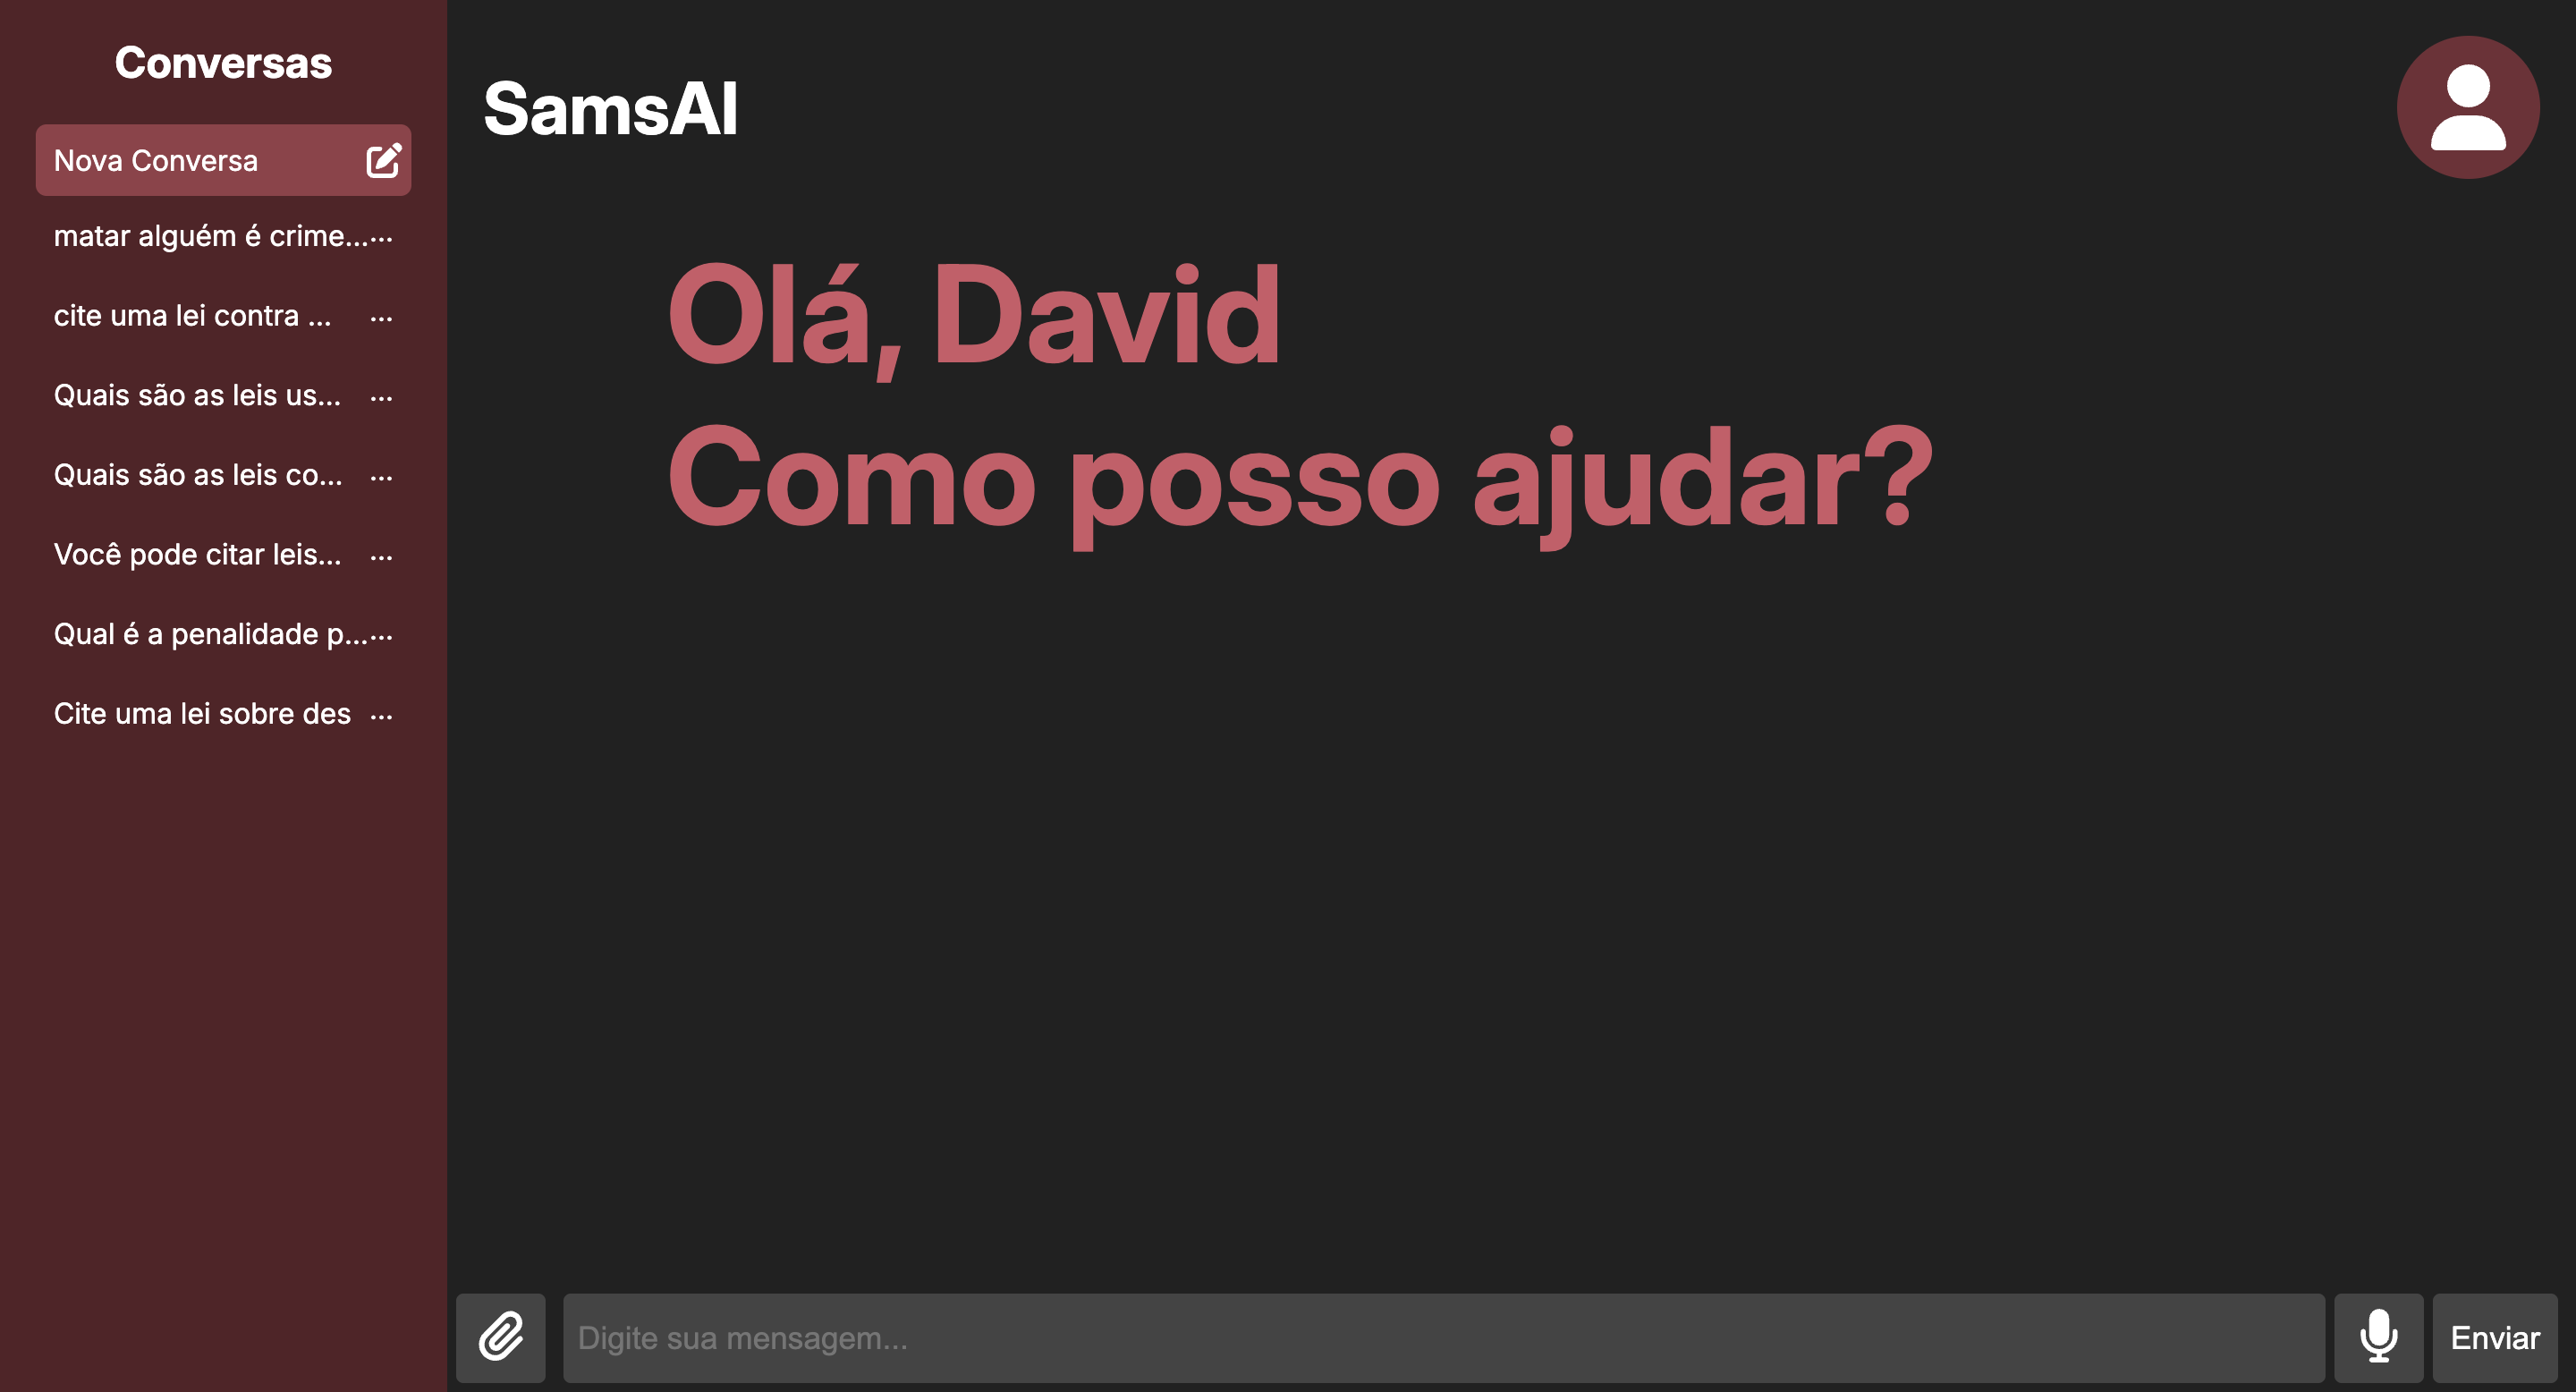 Conversas
Nova Conversa
matar alguém é crime...
cite uma lei contra ...
Quais são as leis us...
Quais são as leis co...
Você pode citar leis...
Qual é a penalidade p...
Cite uma lei sobre des
SamsAI
Olá, David
Como posso ajudar?
Digite sua mensagem...
Enviar